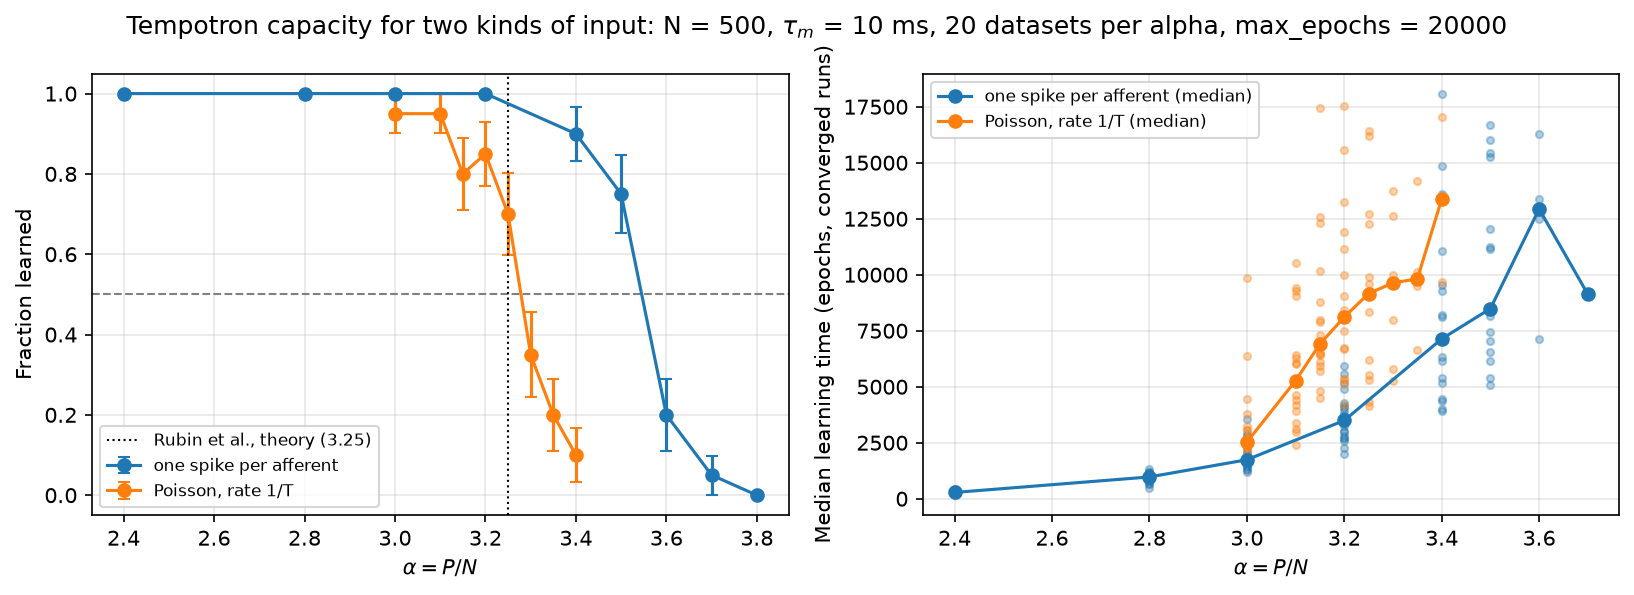 Tempotron capacity for two kinds of input: N = 500, τₘ = 10 ms, 20 datasets per alpha, max_epochs = 20000
Fraction learned
1.0
0.8
0.6
0.4
0.2
0.0
Rubin et al., theory (3.25)
one spike per afferent
Poisson, rate 1/T
2.4 2.6 2.8 3.0 3.2 3.4 3.6 3.8
α = P/N
Median learning time (epochs, converged runs)
17500
15000
12500
10000
7500
5000
2500
0
one spike per afferent (median)
Poisson, rate 1/T (median)
2.4 2.6 2.8 3.0 3.2 3.4 3.6
α = P/N